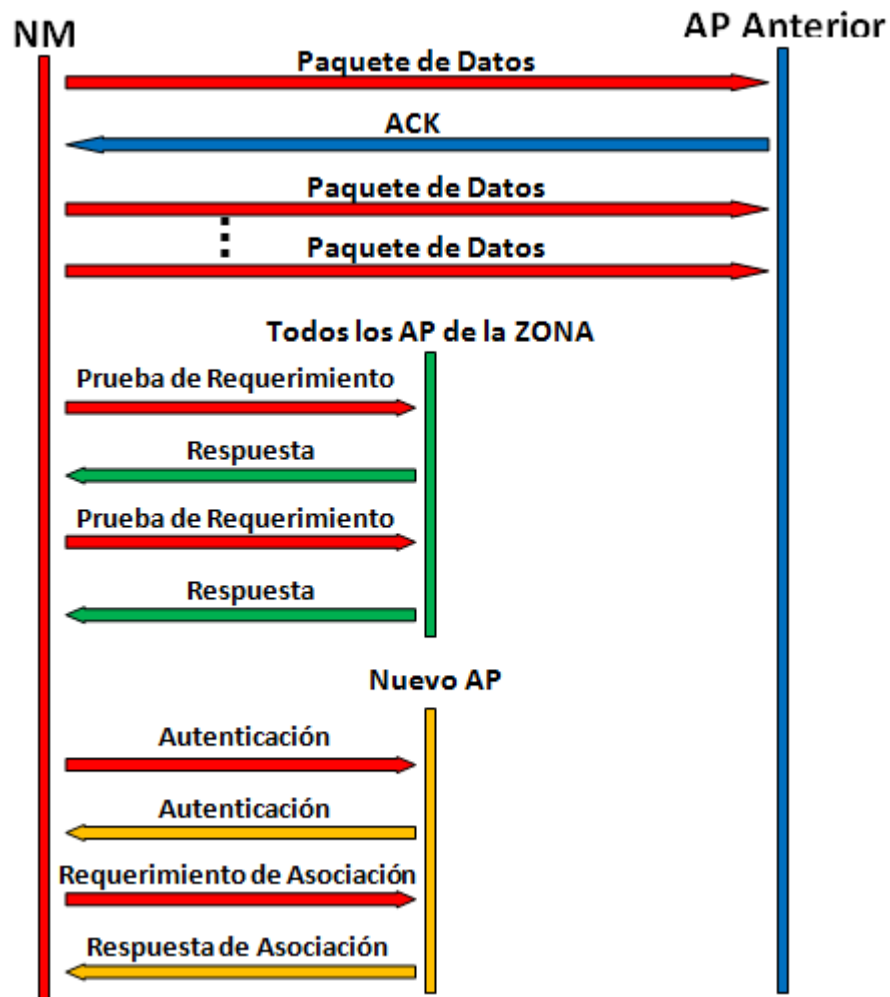 NM
AP Anterior
Paquete de Datos
ACK
Paquete de Datos
Paquete de Datos
Todos los AP de la ZONA
Prueba de Requerimiento
Respuesta
Prueba de Requerimiento
Respuesta
Nuevo AP
Autenticación
Autenticación
Requerimiento de Asociación
Respuesta de Asociación